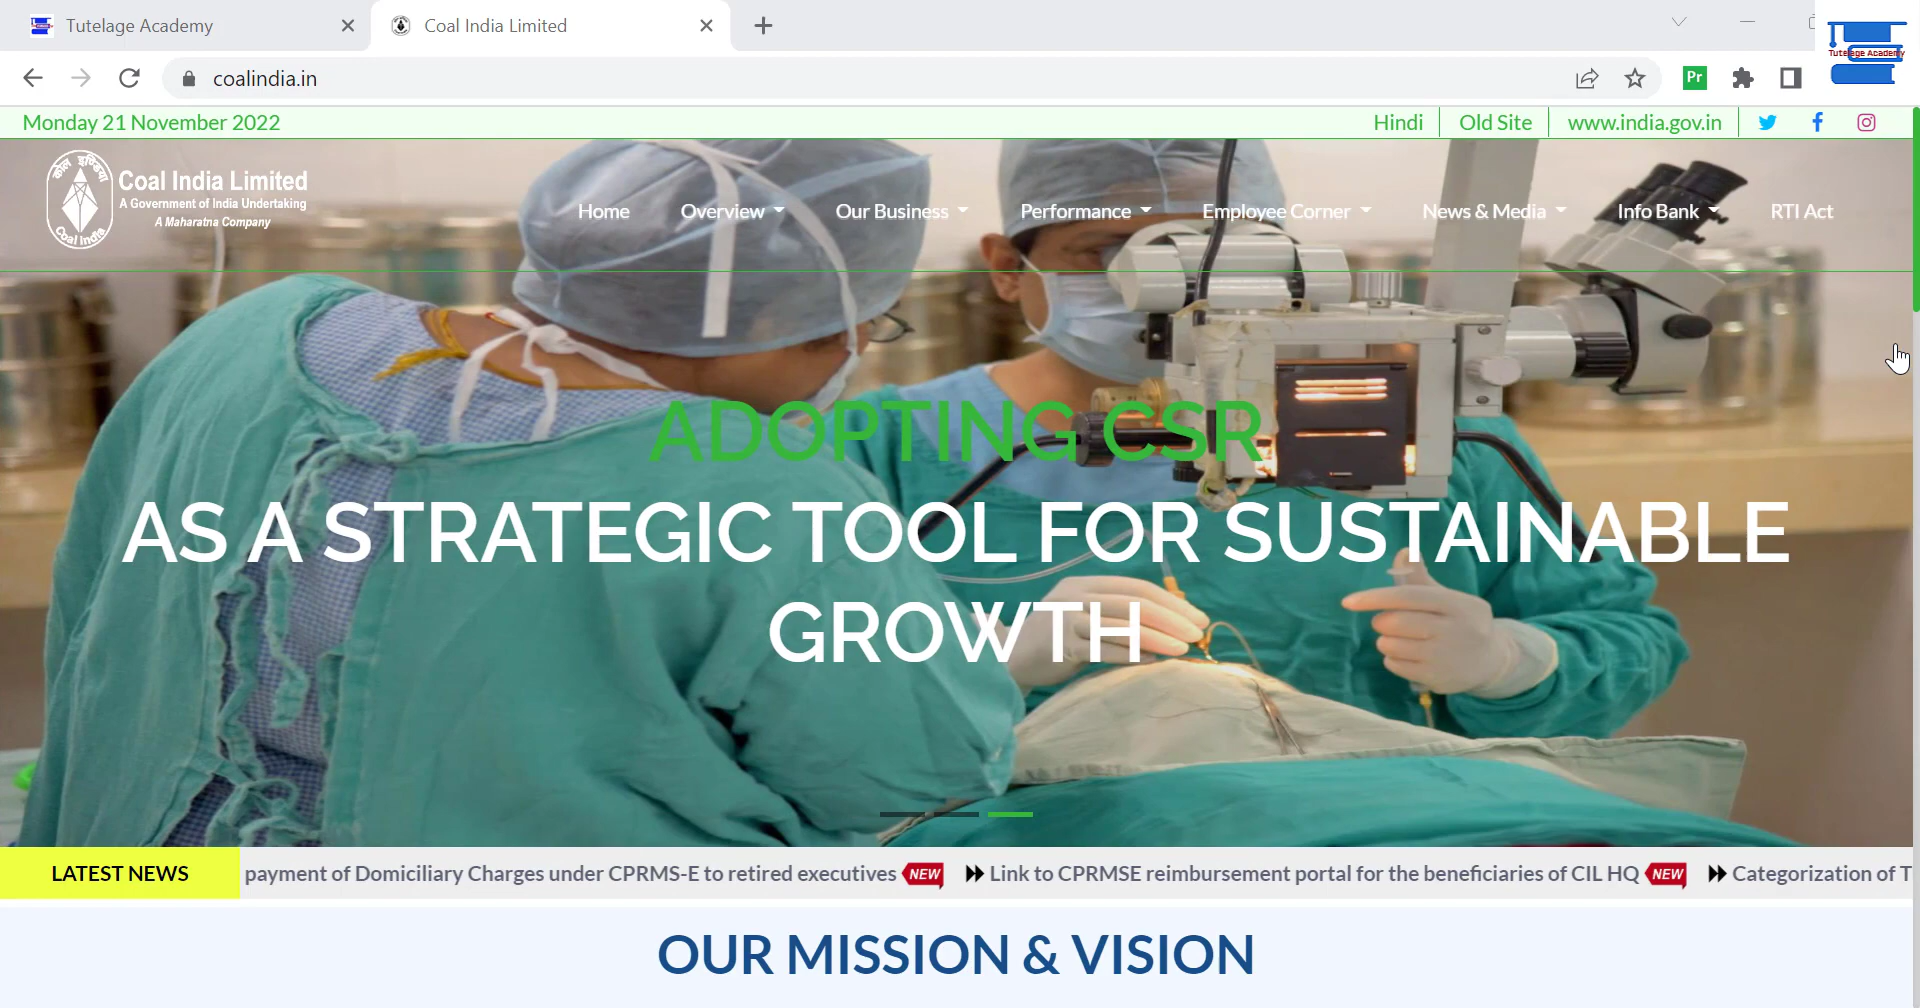 Tutelage Academy
Coal India Limited
Tutelage Academy
coalindia.in
Pr
Monday 21 November 2022
Hindi
Old Site
www.india.gov.in
कोल इण्डिया
Coal India
Coal India Limited
A Government of India Undertaking
A Maharatna Company
Home
Overview
Our Business
Performance
Employee Corner
News & Media
Info Bank
RTI Act
ADOPTING CSR
AS A STRATEGIC TOOL FOR SUSTAINABLE
GROWTH
LATEST NEWS
payment of Domiciliary Charges under CPRMS-E to retired executives NEW Link to CPRMSE reimbursement portal for the beneficiaries of CIL HQ NEW Categorization of T
OUR MISSION & VISION